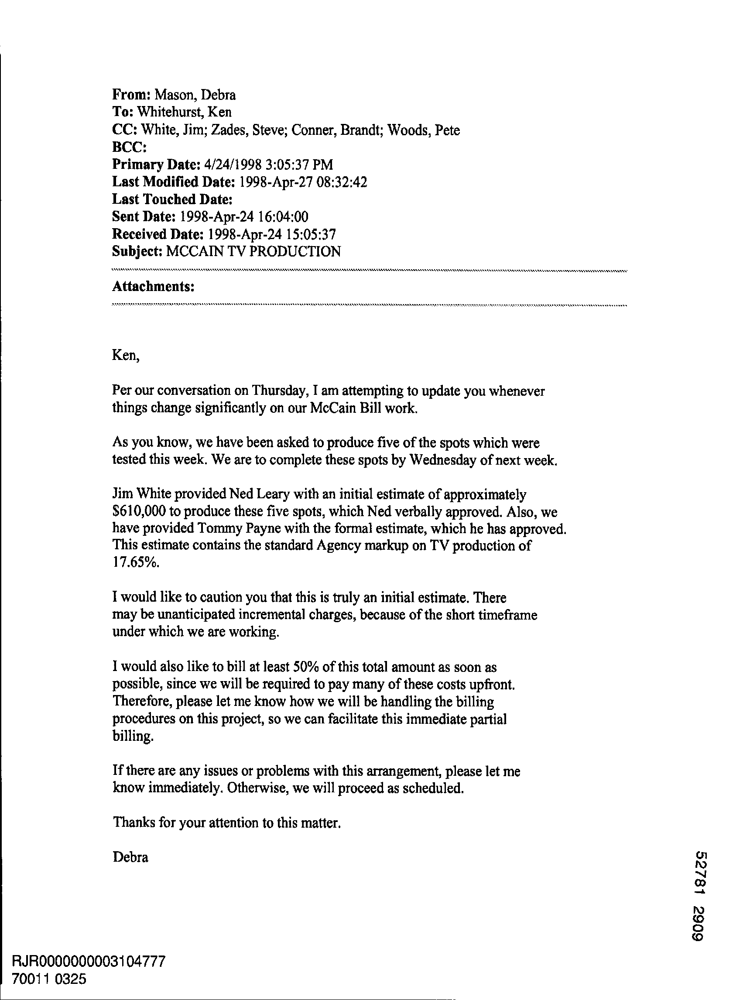 From: Mason, Debra
To: Whitehurst, Ken
CC: White, Jim; Zades, Steve; Conner, Brandt; Woods, Pete
BCC:
Primary Date: 4/24/1998 3:05:37 PM
Last Modified Date: 1998-Apr-27 08:32:42
Last Touched Date:
Sent Date: 1998-Apr-24 16:04:00
Received Date: 1998-Apr-24 15:05:37
Subject: MCCAIN TV PRODUCTION
Attachments:
Ken,
Per our conversation on Thursday, I am attempting to update you whenever
things change significantly on our McCain Bill work.
As you know, we have been asked to produce five of the spots which were
tested this week. We are to complete these spots by Wednesday of next week.
Jim White provided Ned Leary with an initial estimate of approximately
$610,000 to produce these five spots, which Ned verbally approved. Also, we
have provided Tommy Payne with the formal estimate, which he has approved.
This estimate contains the standard Agency markup on TV production of
17.65%.
I would like to caution you that this is truly an initial estimate. There
may be unanticipated incremental charges, because of the short timeframe
under which we are working.
I would also like to bill at least 50% of this total amount as soon as
possible, since we will be required to pay many of these costs upfront.
Therefore, please let me know how we will be handling the billing
procedures on this project, so we can facilitate this immediate partial
billing.
If there are any issues or problems with this arrangement, please let me
know immediately. Otherwise, we will proceed as scheduled.
Thanks for your attention to this matter.
Debra
52781 2909
RJR0000000003104777
70011 0325